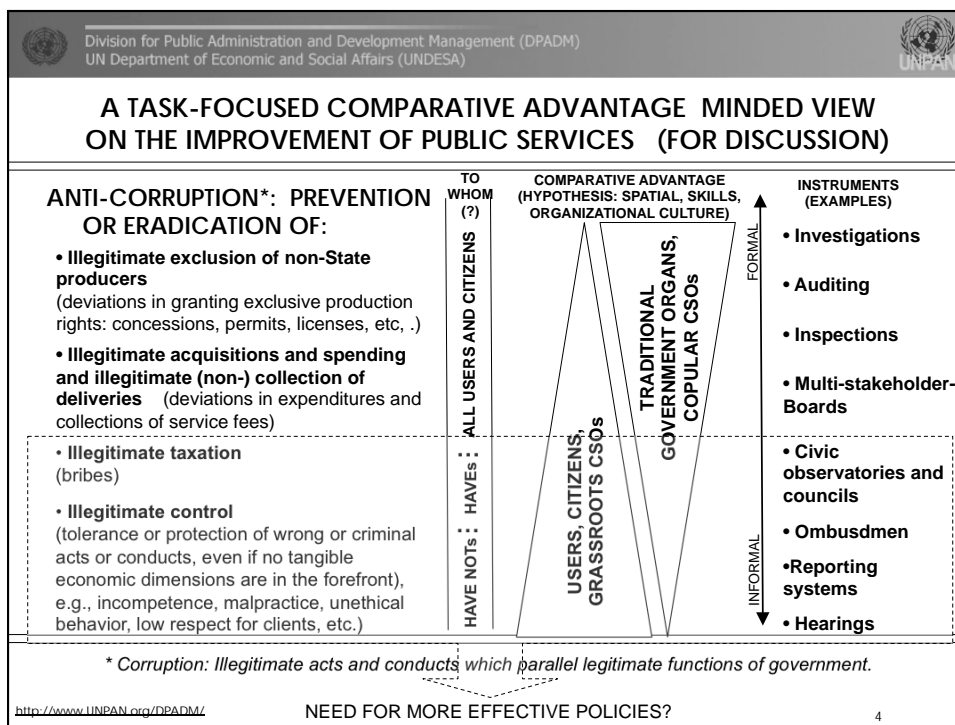 Division for Public Administration and Development Management (DPADM)
UN Department of Economic and Social Affairs (UNDESA)
UNPAN
A TASK-FOCUSED COMPARATIVE ADVANTAGE MINDED VIEW
ON THE IMPROVEMENT OF PUBLIC SERVICES (FOR DISCUSSION)
ANTI-CORRUPTION*: PREVENTION
OR ERADICATION OF:
• Illegitimate exclusion of non-State
producers
(deviations in granting exclusive production
rights: concessions, permits, licenses, etc, .)
• Illegitimate acquisitions and spending
and illegitimate (non-) collection of
deliveries (deviations in expenditures and
collections of service fees)
• Illegitimate taxation
(bribes)
• Illegitimate control
(tolerance or protection of wrong or criminal
acts or conducts, even if no tangible
economic dimensions are in the forefront),
e.g., incompetence, malpractice, unethical
behavior, low respect for clients, etc.)
TO
WHOM
(?)
HAVE NOTs : HAVEs : ALL USERS AND CITIZENS
COMPARATIVE ADVANTAGE
(HYPOTHESIS: SPATIAL, SKILLS,
ORGANIZATIONAL CULTURE)
USERS, CITIZENS,
GRASSROOTS CSOs
TRADITIONAL
GOVERNMENT ORGANS,
COPULAR CSOs
FORMAL
INFORMAL
INSTRUMENTS
(EXAMPLES)
• Investigations
• Auditing
• Inspections
• Multi-stakeholder-
Boards
• Civic
observatories and
councils
• Ombudsmen
•Reporting
systems
• Hearings
* Corruption: Illegitimate acts and conducts which parallel legitimate functions of government.
http://www.UNPAN.org/DPADM/
NEED FOR MORE EFFECTIVE POLICIES?
4